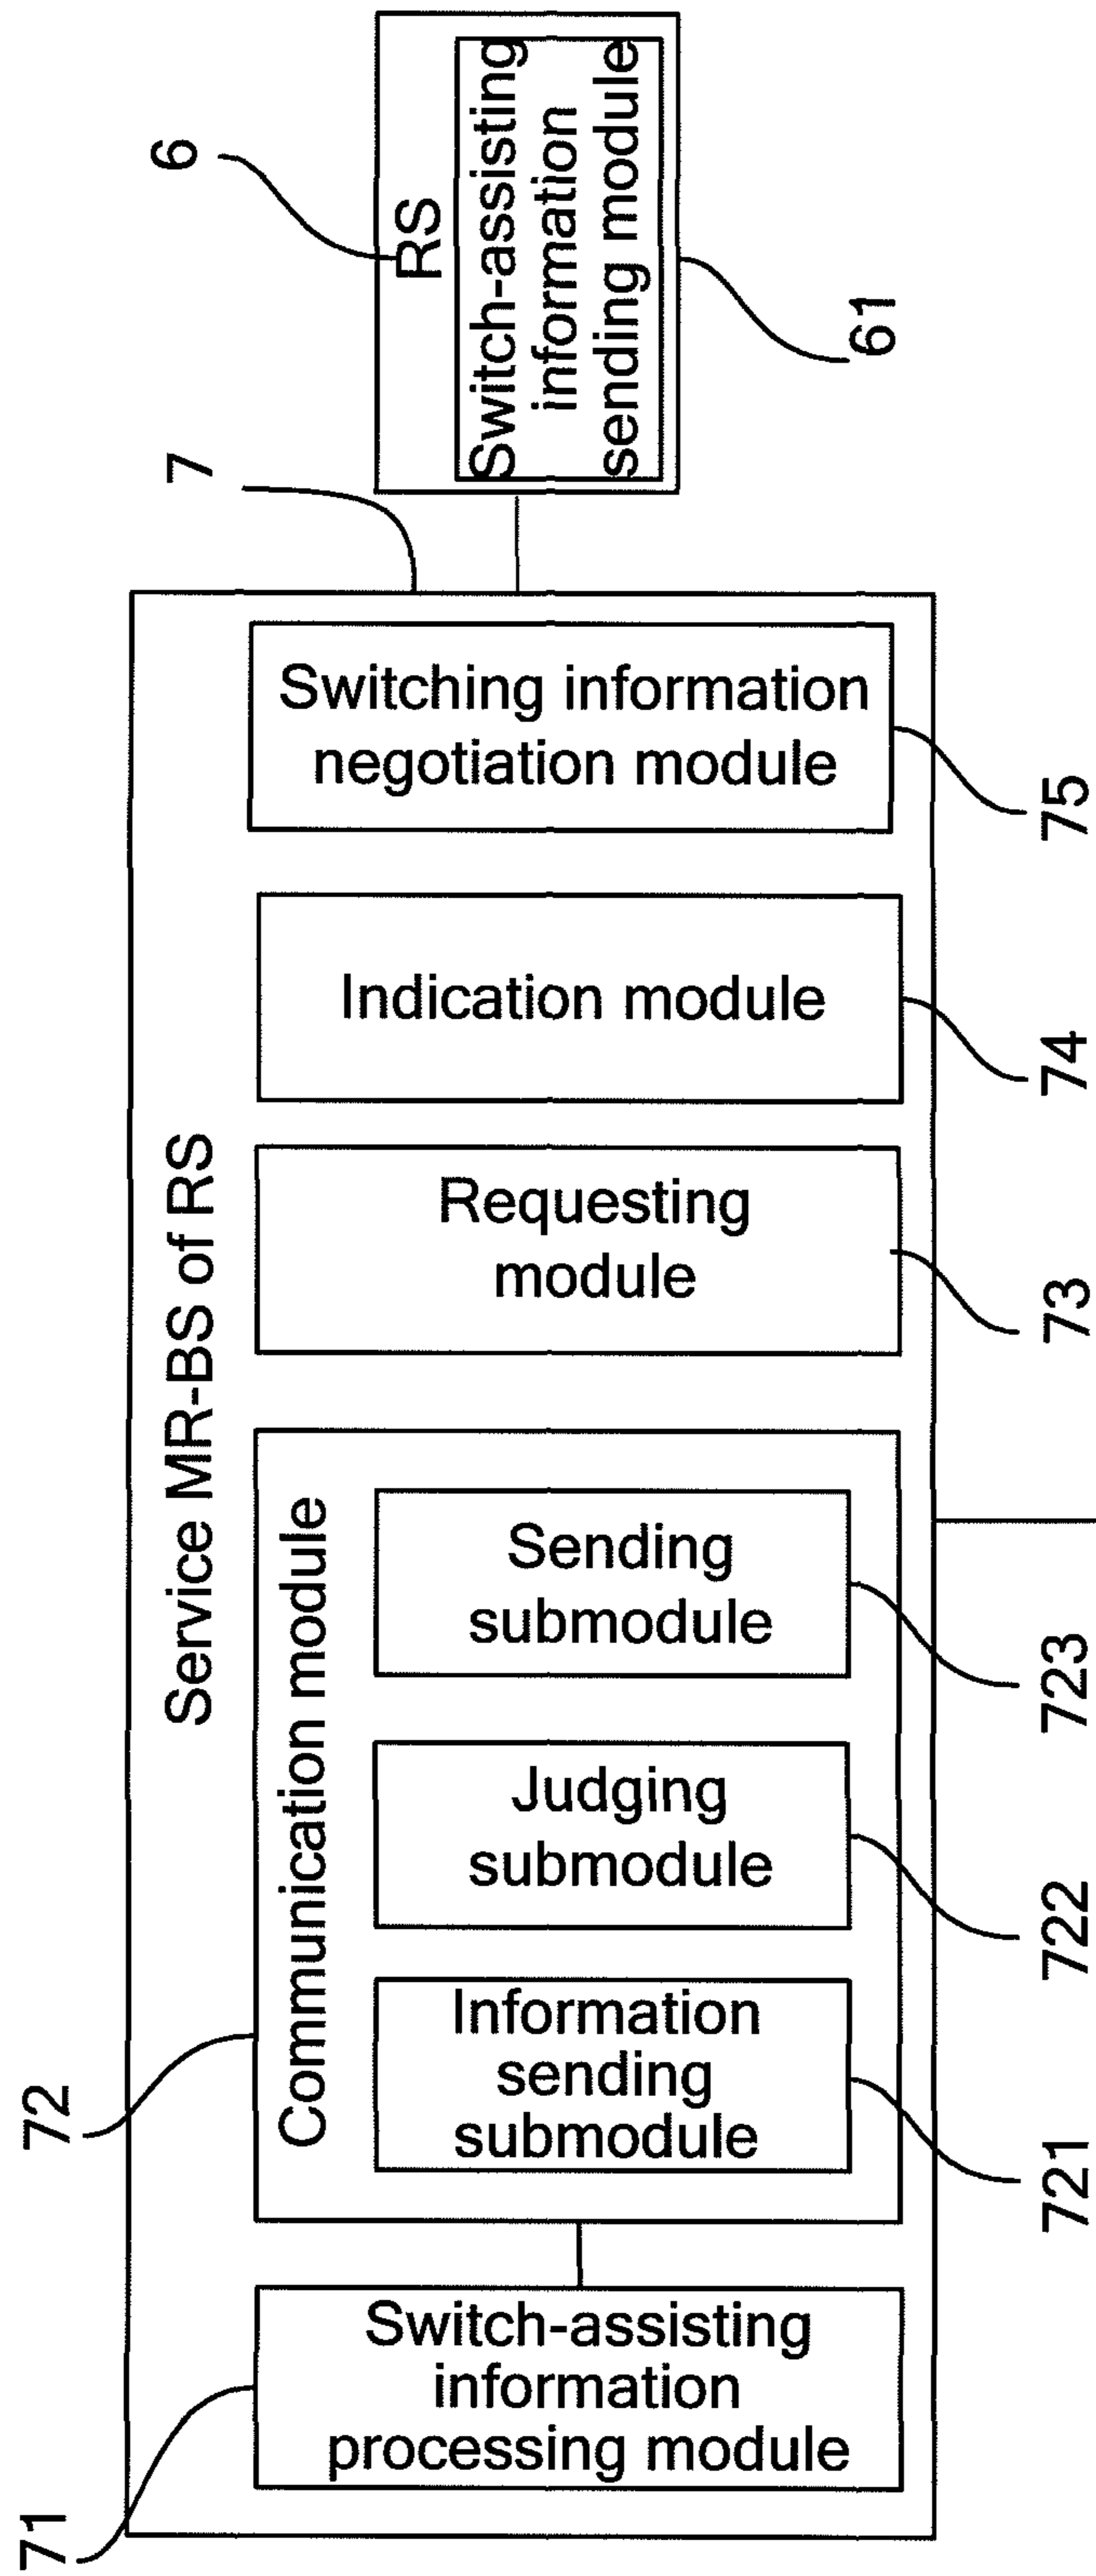 6
RS
Switch-assisting
information
sending module
61
7
Service MR-BS of RS
Switching information
negotiation module
75
Indication module
74
Requesting
module
73
72
Communication module
Sending
submodule
723
Judging
submodule
722
Information
sending
submodule
721
71
Switch-assisting
information
processing module